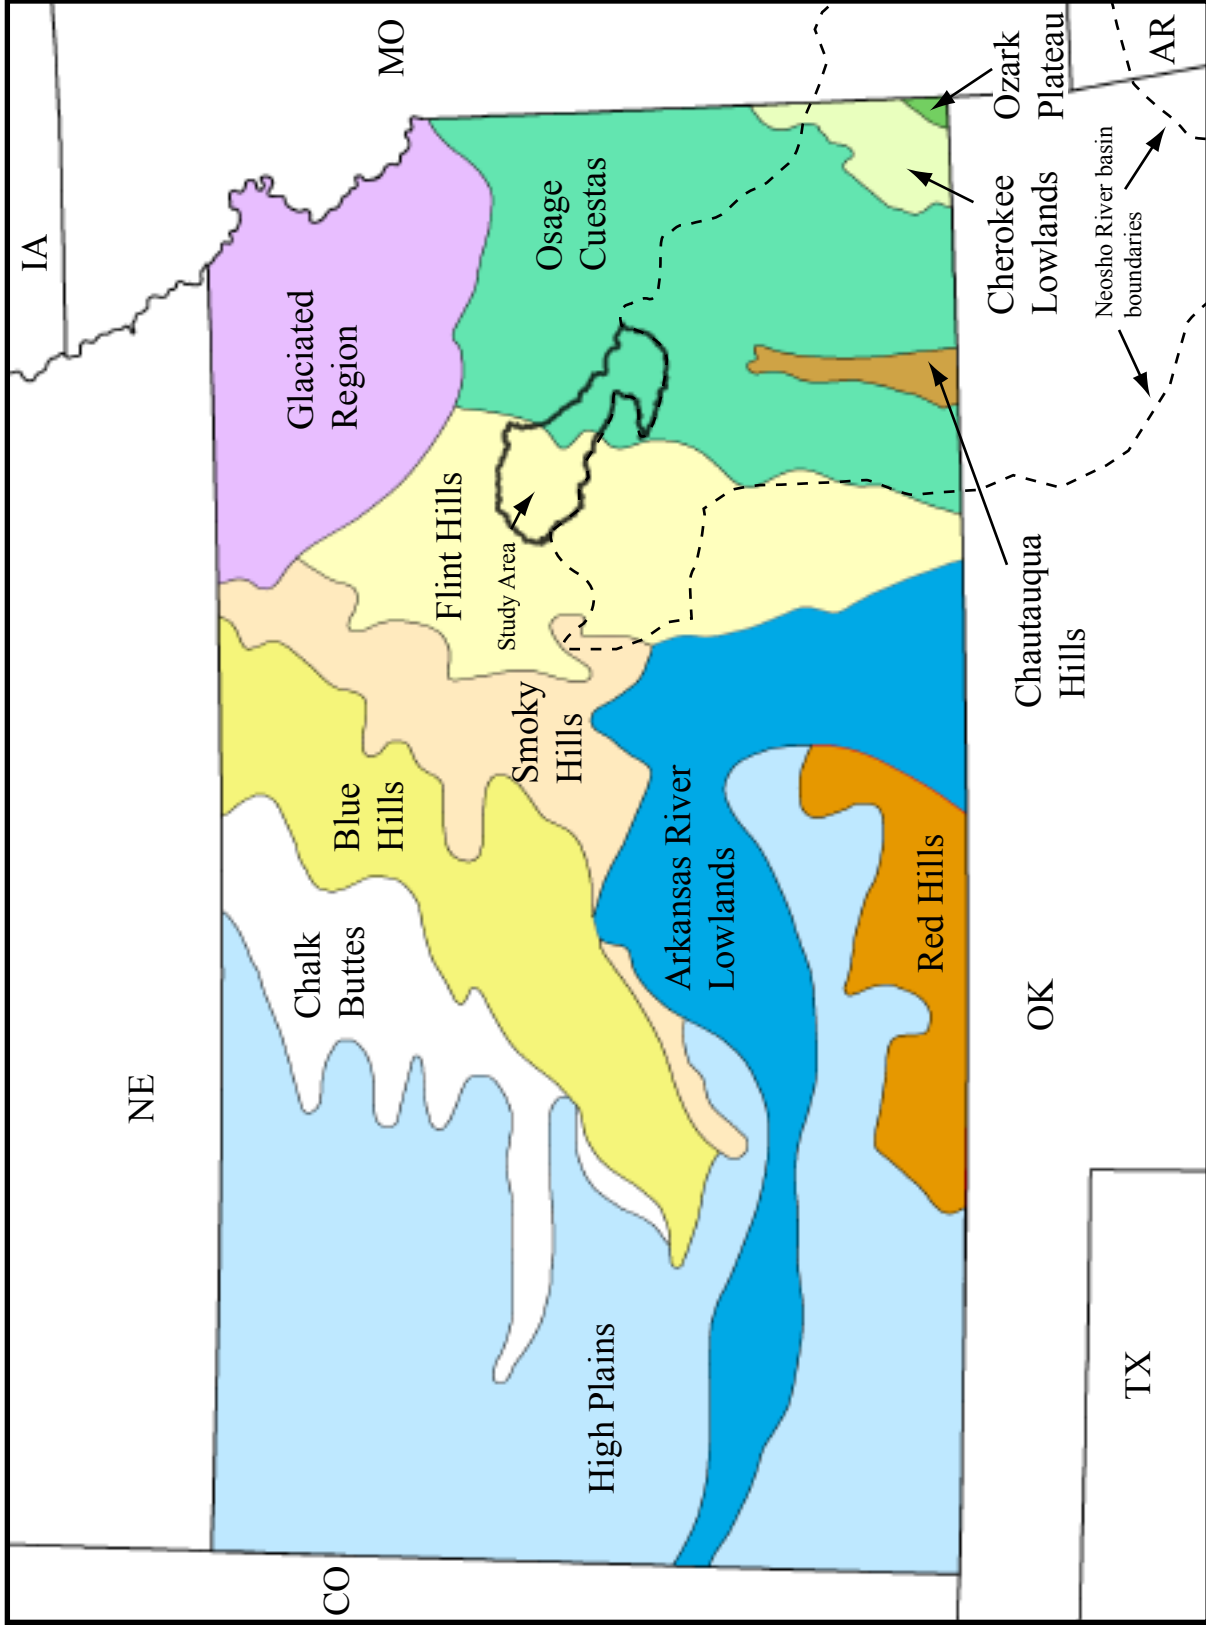 IA
NE
MO
CO
Glaciated
Region
Chalk
Buttes
Blue
Hills
Smoky
Hills
Flint Hills
Study Area
Osage
Cuestas
High Plains
Arkansas River
Lowlands
Red Hills
Ozark
Plateau
Cherokee
Lowlands
Chautauqua
Hills
Neosho River basin
boundaries
OK
TX
AR